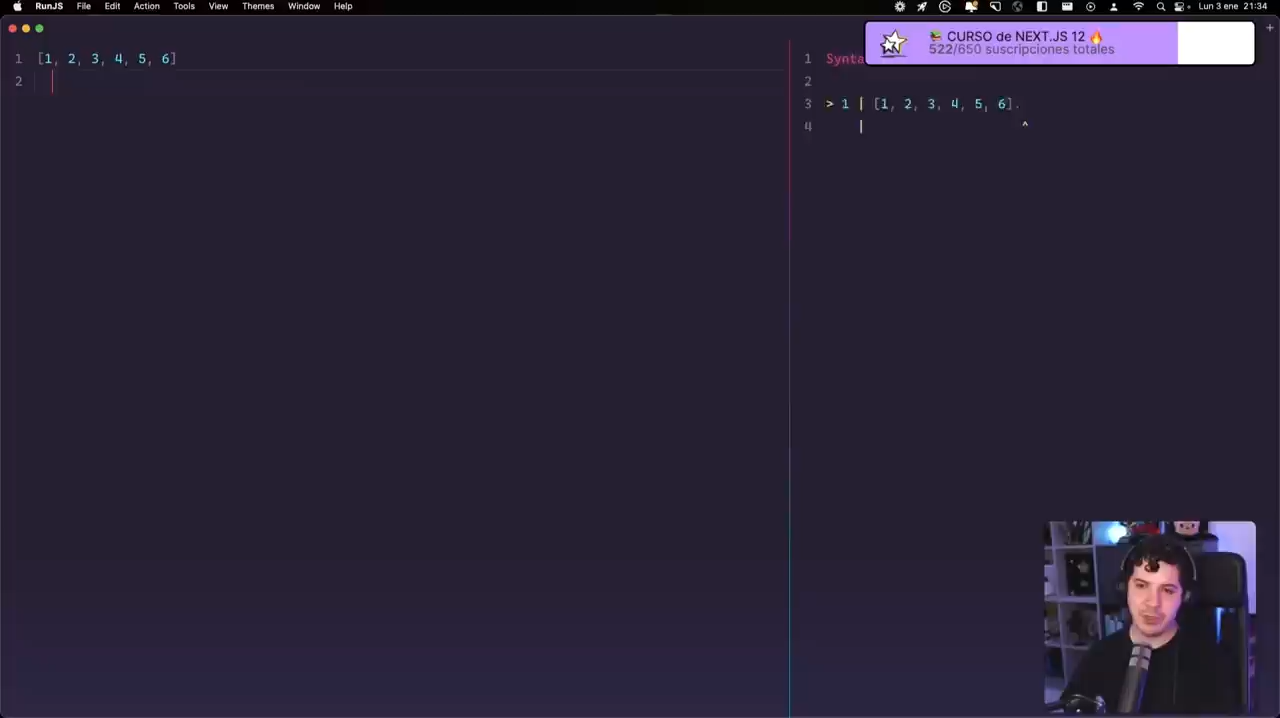 RunJS File Edit Action Tools View Themes Window Help Lun 3 ene 21:34
📚 CURSO de NEXT.JS 12 🔥
522/650 suscripciones totales
1 [1, 2, 3, 4, 5, 6]
2
1 Synta
2
3 > 1 | [1, 2, 3, 4, 5, 6].
4 | ^